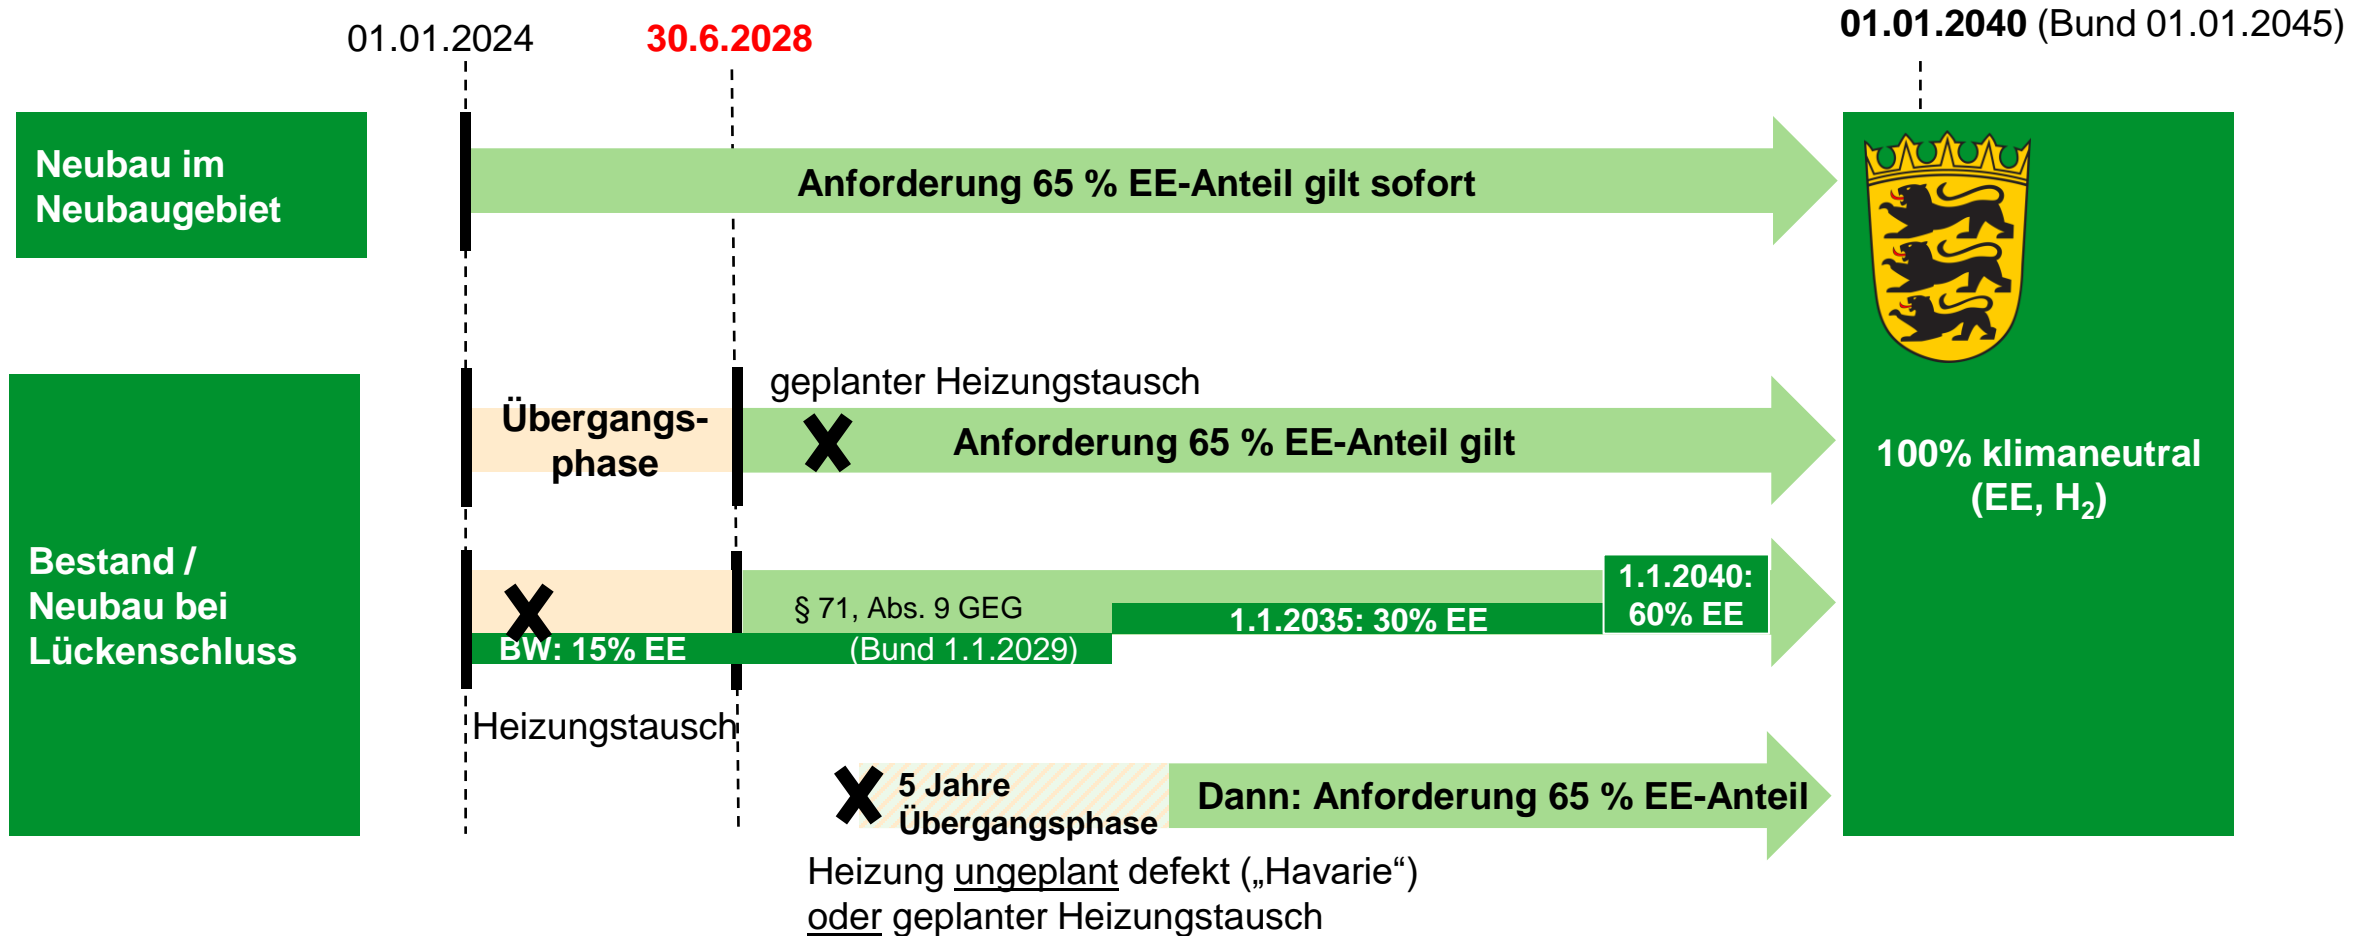 01.01.2024
30.6.2028
01.01.2040 (Bund 01.01.2045)
Neubau im
Neubaugebiet
Anforderung 65 % EE-Anteil gilt sofort
Bestand /
Neubau bei
Lückenschluss
Übergangs-
phase
geplanter Heizungstausch
Anforderung 65 % EE-Anteil gilt
§ 71, Abs. 9 GEG
BW: 15% EE
(Bund 1.1.2029)
1.1.2035: 30% EE
1.1.2040:
60% EE
Heizungstausch
5 Jahre
Übergangsphase
Dann: Anforderung 65 % EE-Anteil
Heizung ungeplant defekt („Havarie“)
oder geplanter Heizungstausch
100% klimaneutral
(EE, H₂)